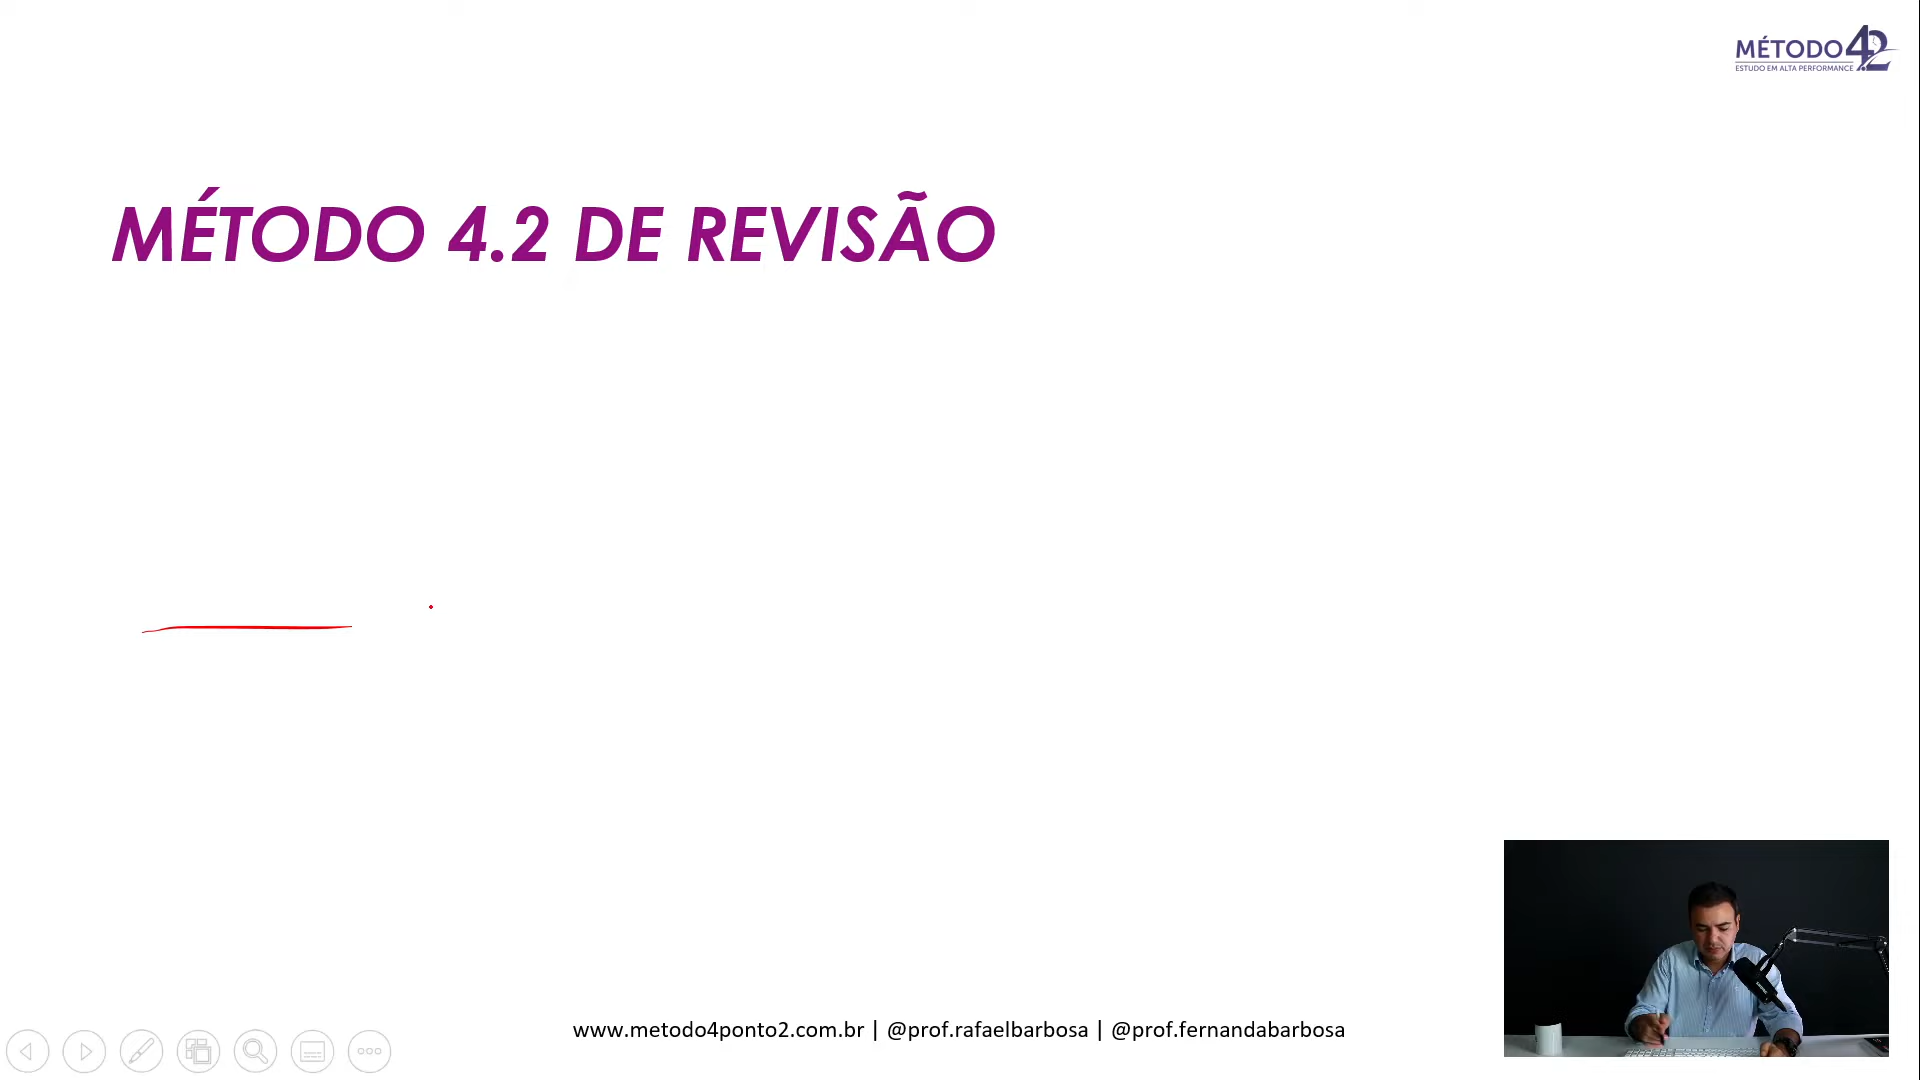 MÉTODO 4.2
ESTUDO EM ALTA PERFORMANCE
MÉTODO 4.2 DE REVISÃO
www.metodo4ponto2.com.br | @prof.rafaelbarbosa | @prof.fernandabarbosa